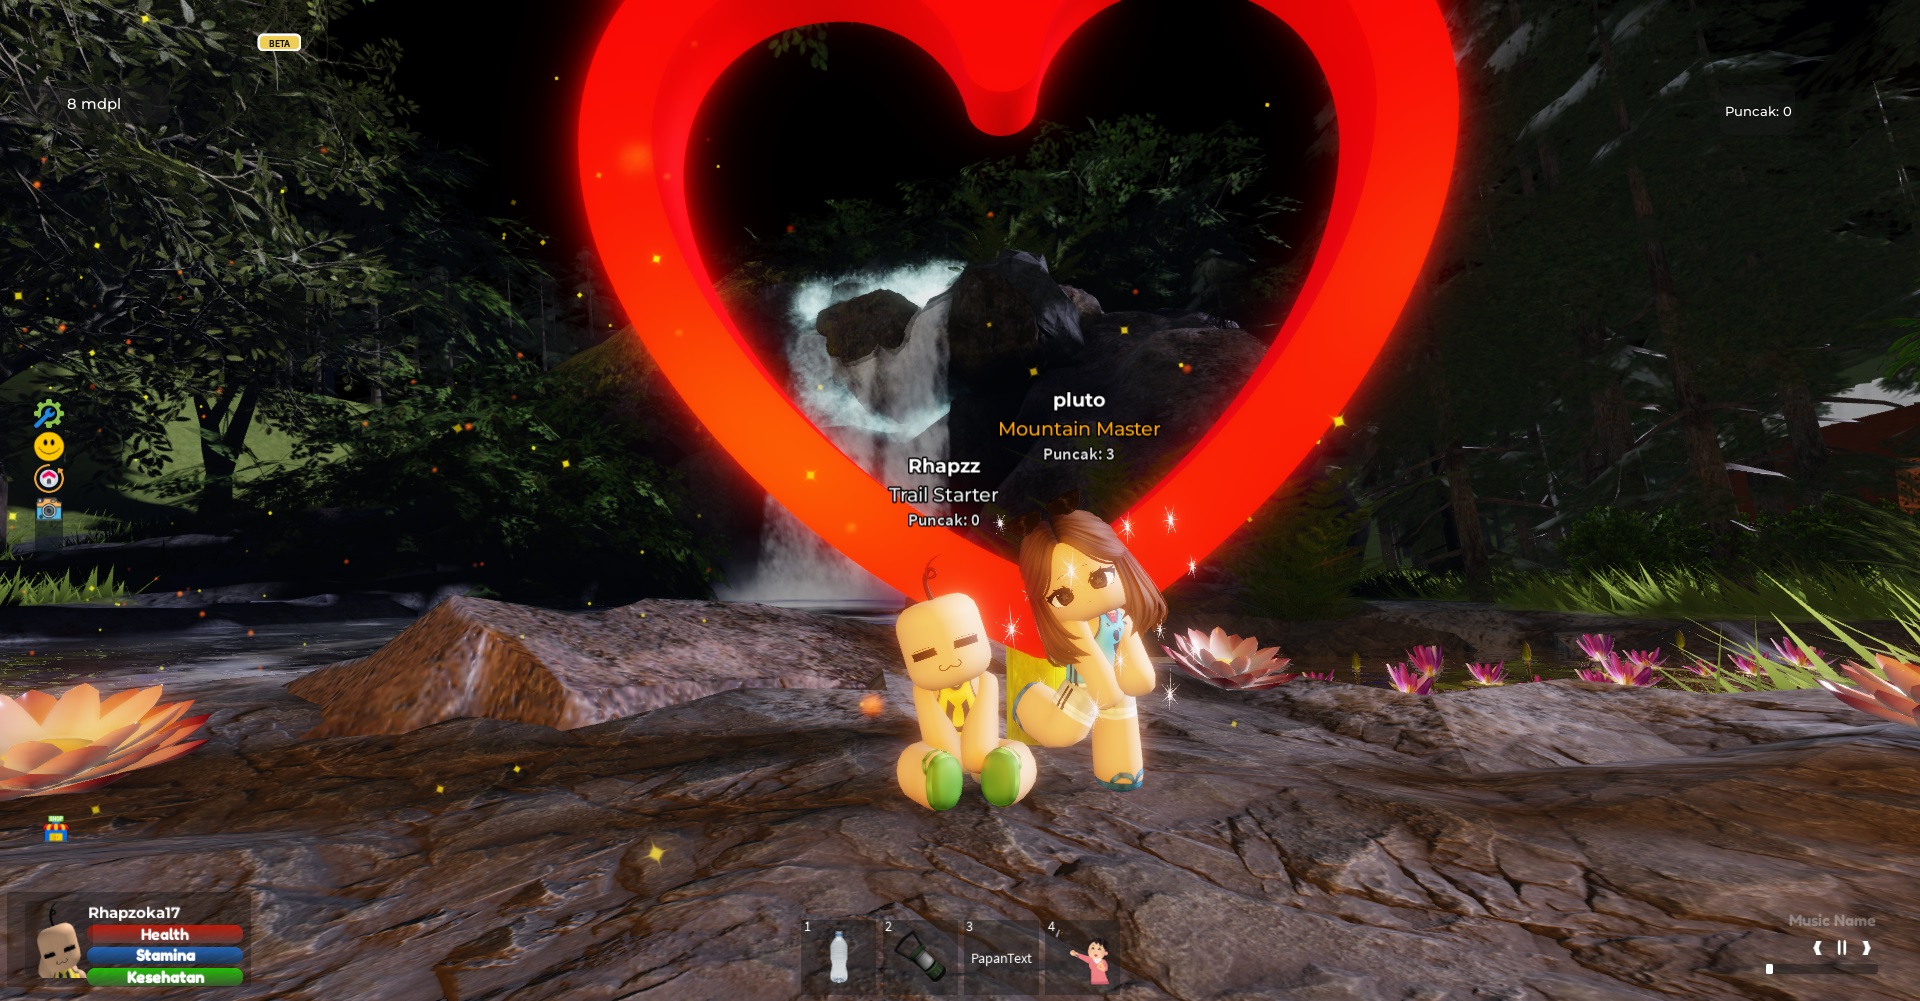 BETA
8 mdpl
Puncak: 0
pluto
Mountain Master
Puncak: 3
Rhapzz
Trail Starter
Puncak: 0
Rhapzoka17
Health
Stamina
Kesehatan
1
2
3
4
PapanText
Music Name